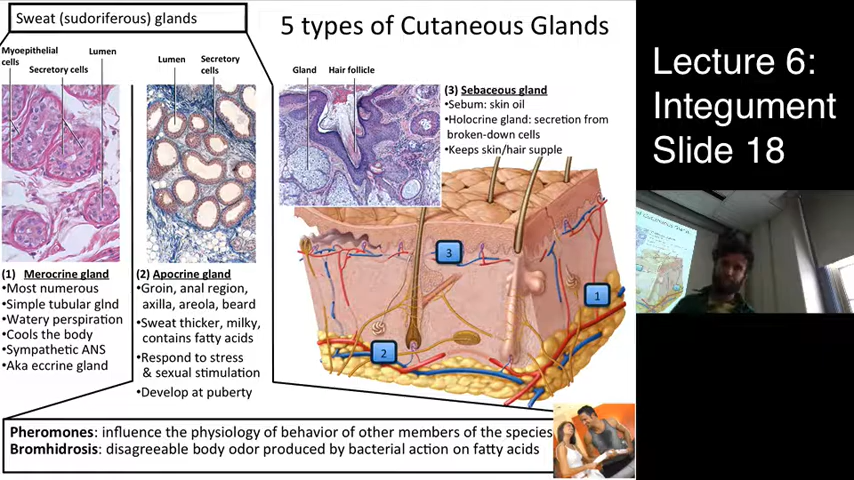 Sweat (sudoriferous) glands
5 types of Cutaneous Glands
Myoepithelial
cells
Secretory cells
Lumen
Lumen
Secretory
cells
Gland
Hair follicle
(3) Sebaceous gland
•Sebum: skin oil
•Holocrine gland: secretion from
broken-down cells
•Keeps skin/hair supple
3
1
2
(1) Merocrine gland
•Most numerous
•Simple tubular glnd
•Watery perspiration
•Cools the body
•Sympathetic ANS
•Aka eccrine gland
(2) Apocrine gland
•Groin, anal region,
axilla, areola, beard
•Sweat thicker, milky,
contains fatty acids
•Respond to stress
& sexual stimulation
•Develop at puberty
Pheromones: influence the physiology of behavior of other members of the species
Bromhidrosis: disagreeable body odor produced by bacterial action on fatty acids
Lecture 6:
Integument
Slide 18